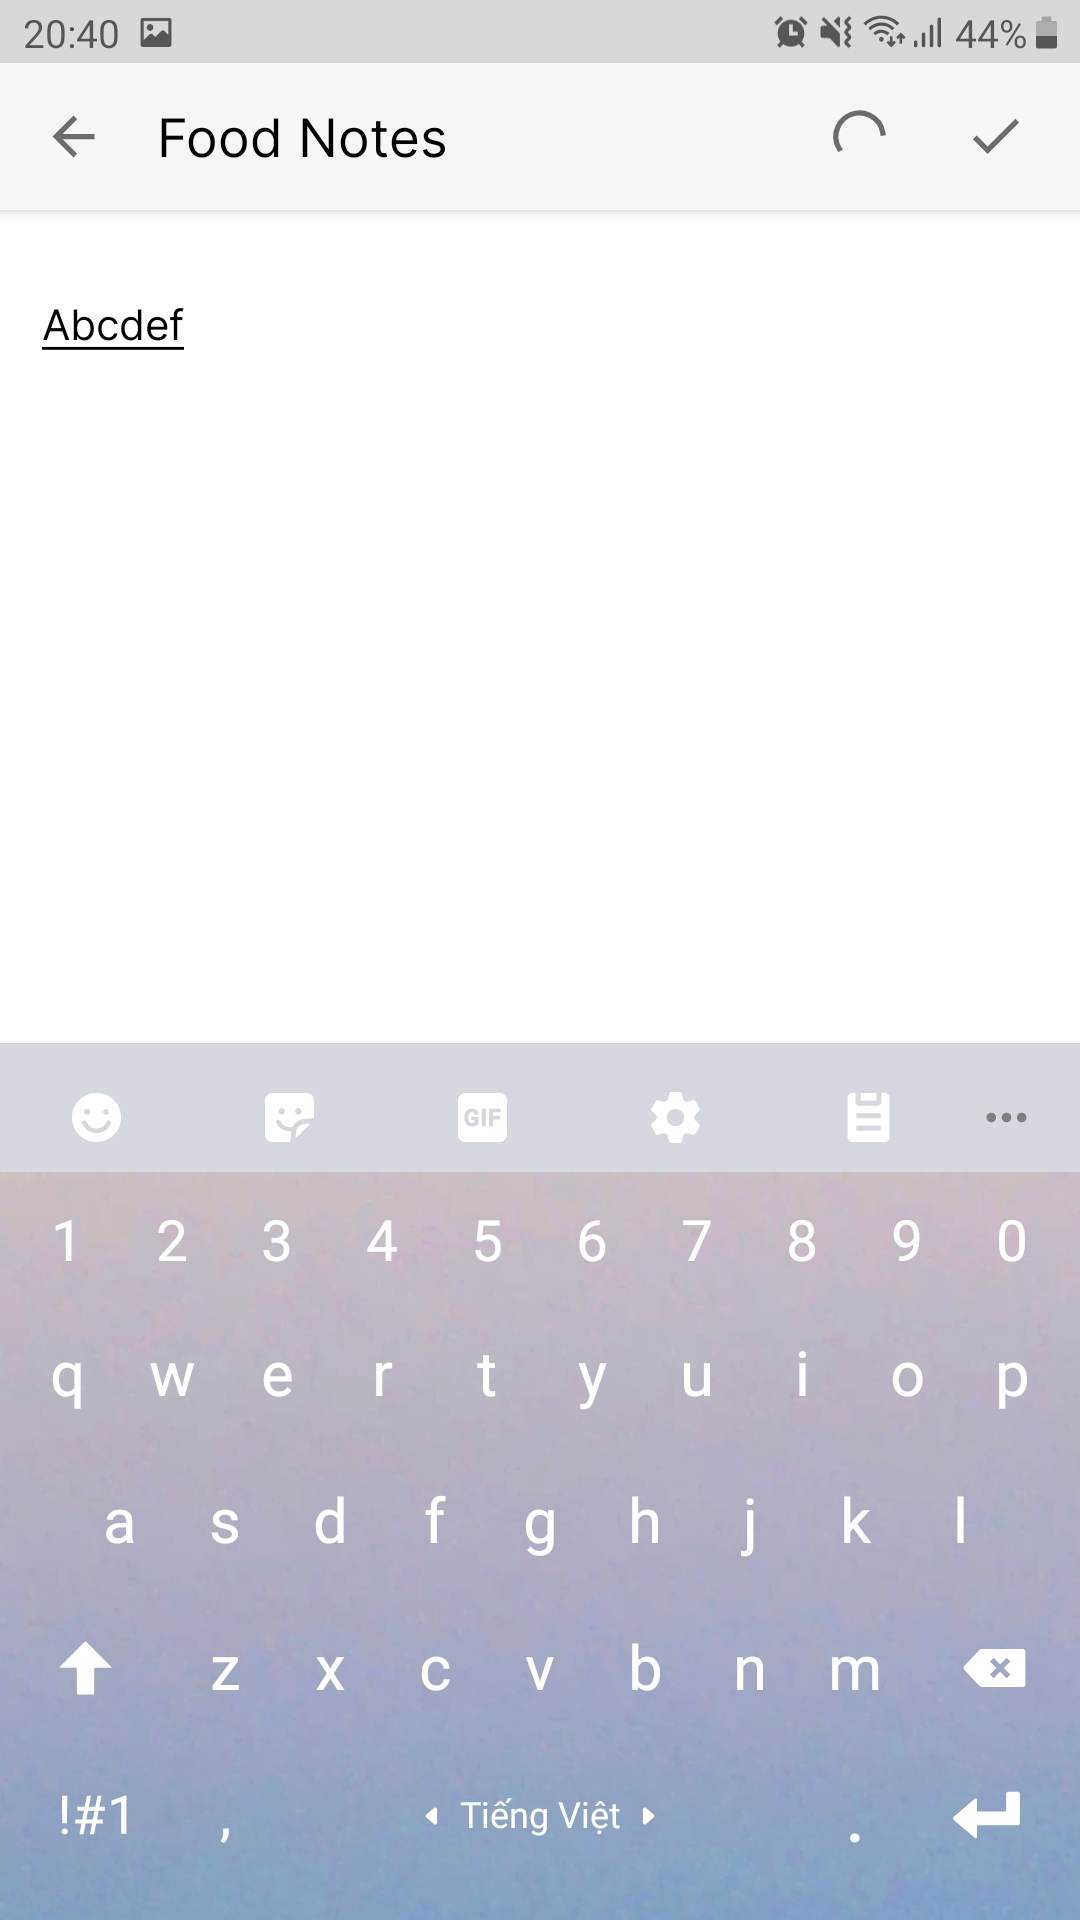 20:40 44%
Food Notes
Abcdef
GIF
1 2 3 4 5 6 7 8 9 0
q w e r t y u i o p
a s d f g h j k l
z x c v b n m
!#1 , Tiếng Việt .